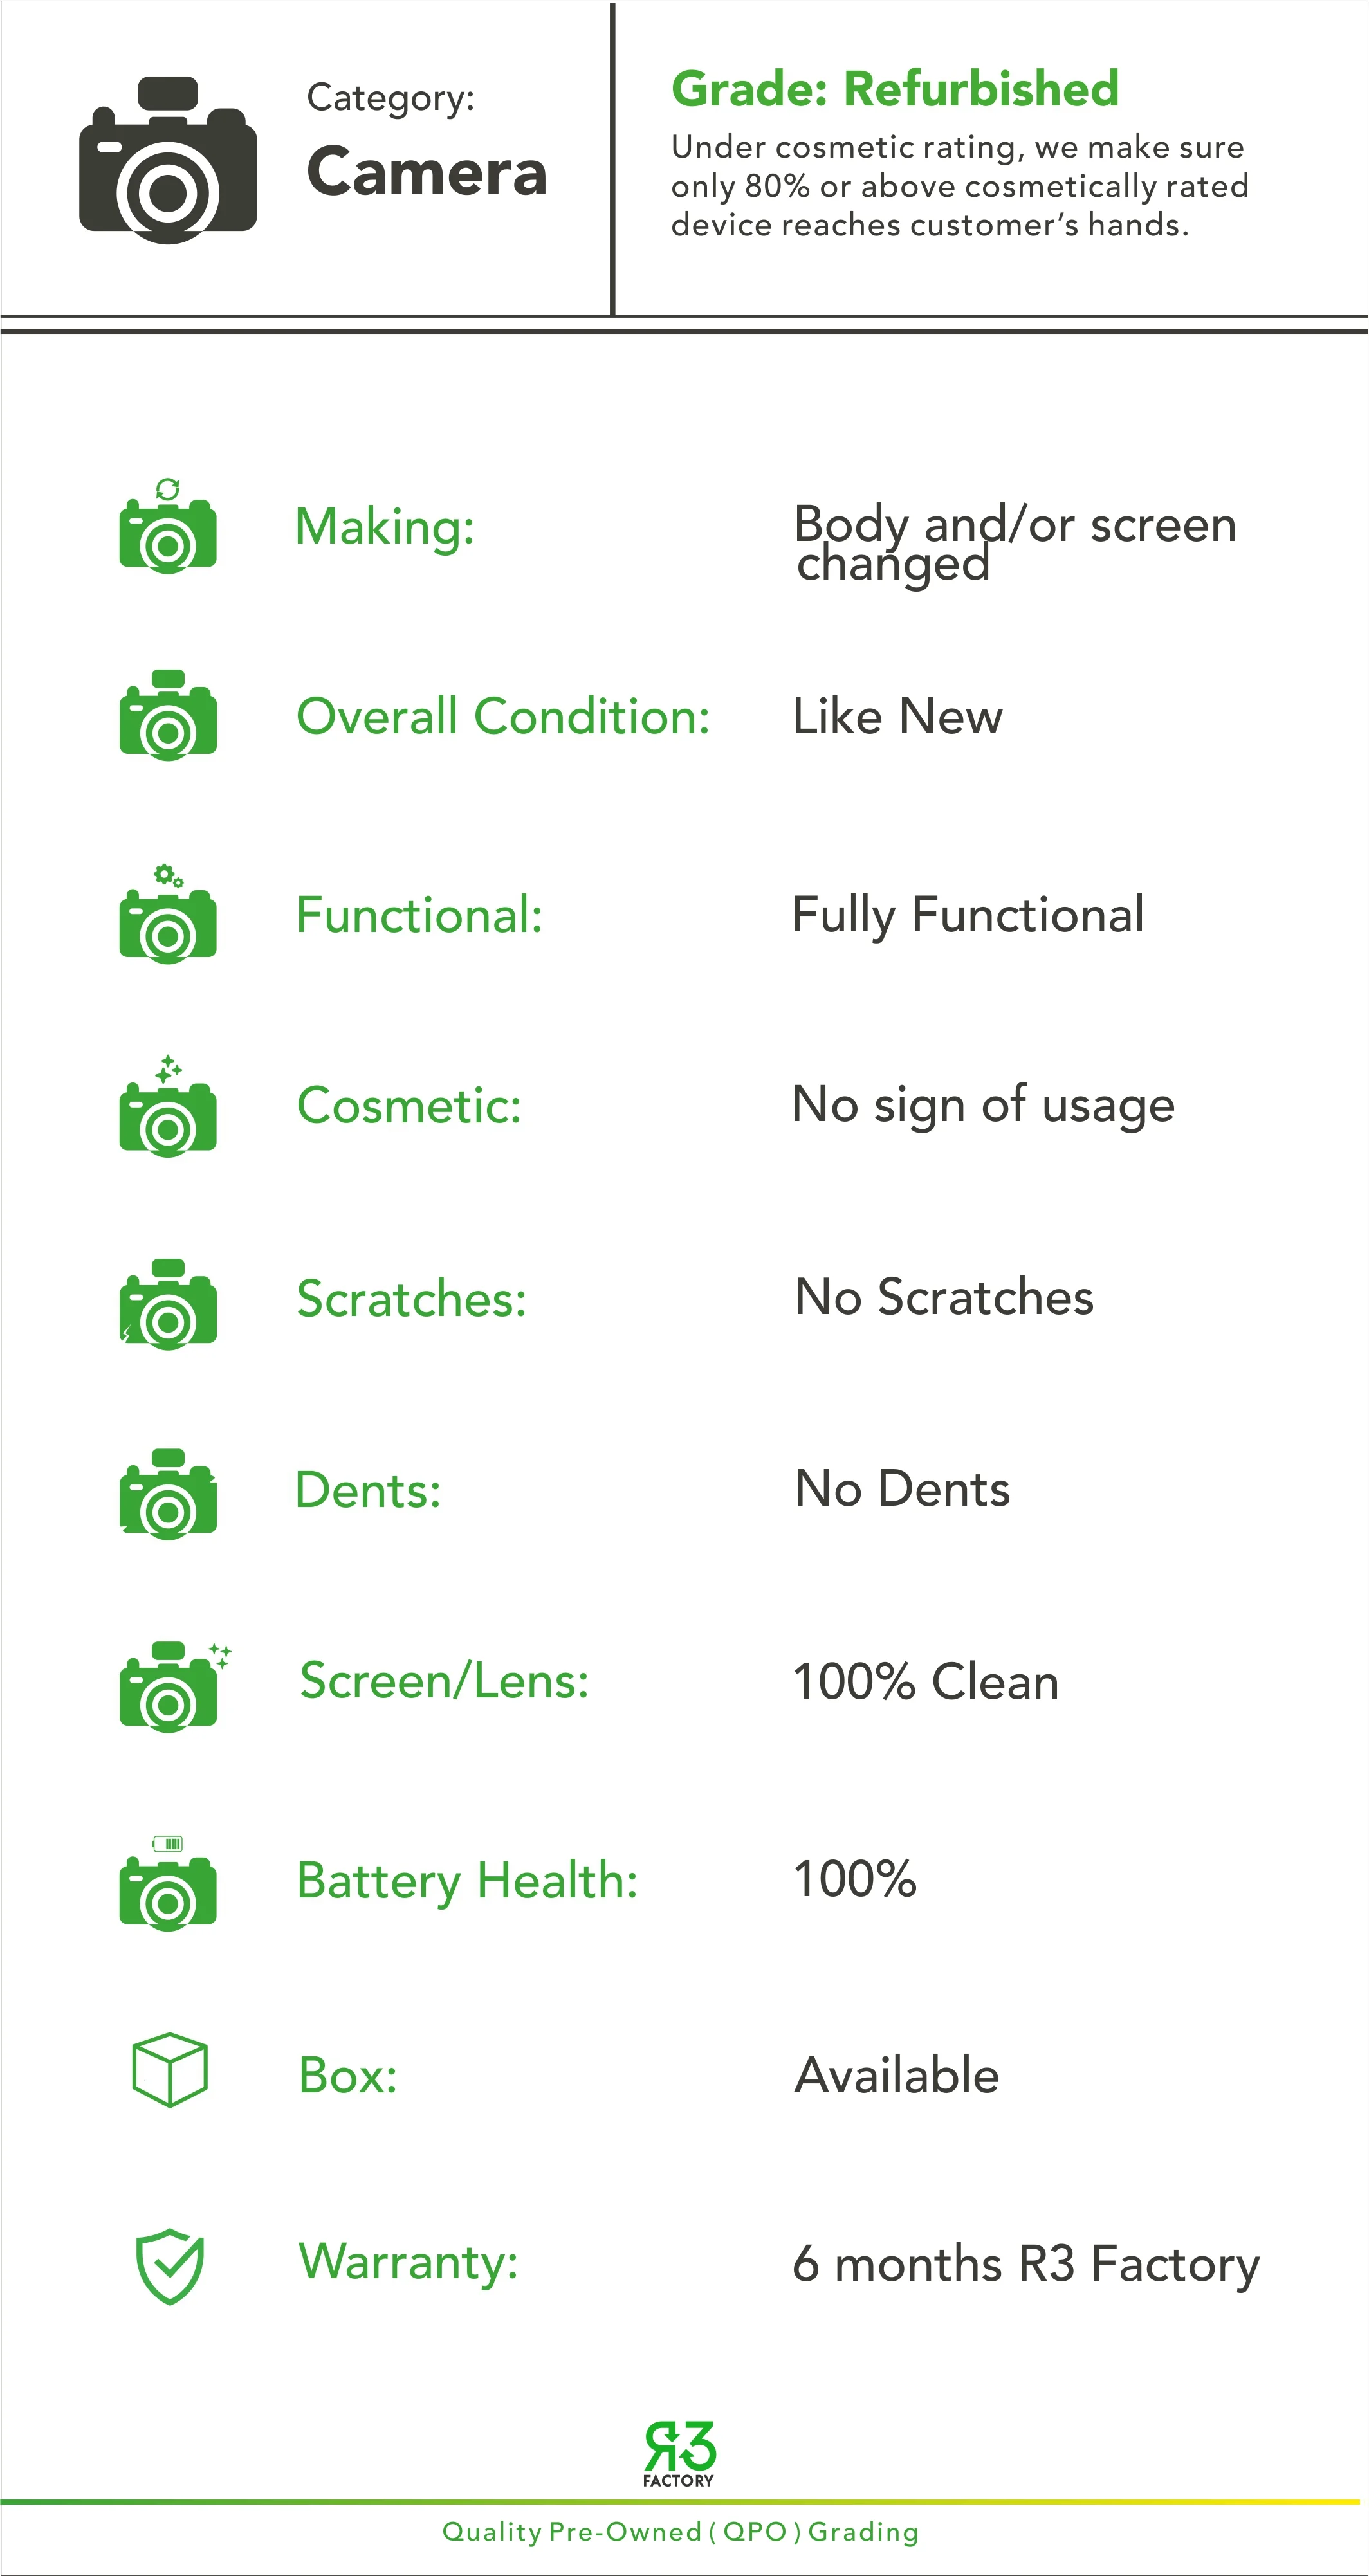 Category:
Camera
Grade: Refurbished
Under cosmetic rating, we make sure
only 80% or above cosmetically rated
device reaches customer’s hands.
Making: Body and/or screen
changed
Overall Condition: Like New
Functional: Fully Functional
Cosmetic: No sign of usage
Scratches: No Scratches
Dents: No Dents
Screen/Lens: 100% Clean
Battery Health: 100%
Box: Available
Warranty: 6 months R3 Factory
R3
FACTORY
Quality Pre-Owned ( QPO ) Grading